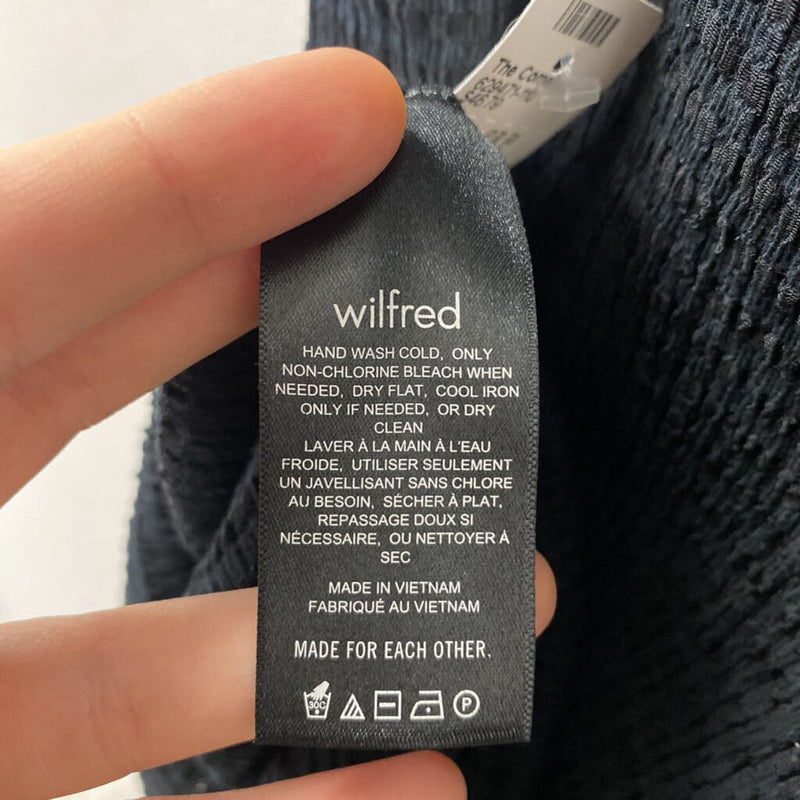 The
wilfred
HAND WASH COLD, ONLY
NON-CHLORINE BLEACH WHEN
NEEDED, DRY FLAT, COOL IRON
ONLY IF NEEDED, OR DRY
CLEAN
LAVER À LA MAIN À L'EAU
FROIDE, UTILISER SEULEMENT
UN JAVELLISANT SANS CHLORE
AU BESOIN, SÉCHER À PLAT,
REPASSAGE DOUX SI
NÉCESSAIRE, OU NETTOYER À
SEC
MADE IN VIETNAM
FABRIQUÉ AU VIETNAM
MADE FOR EACH OTHER.
30C P